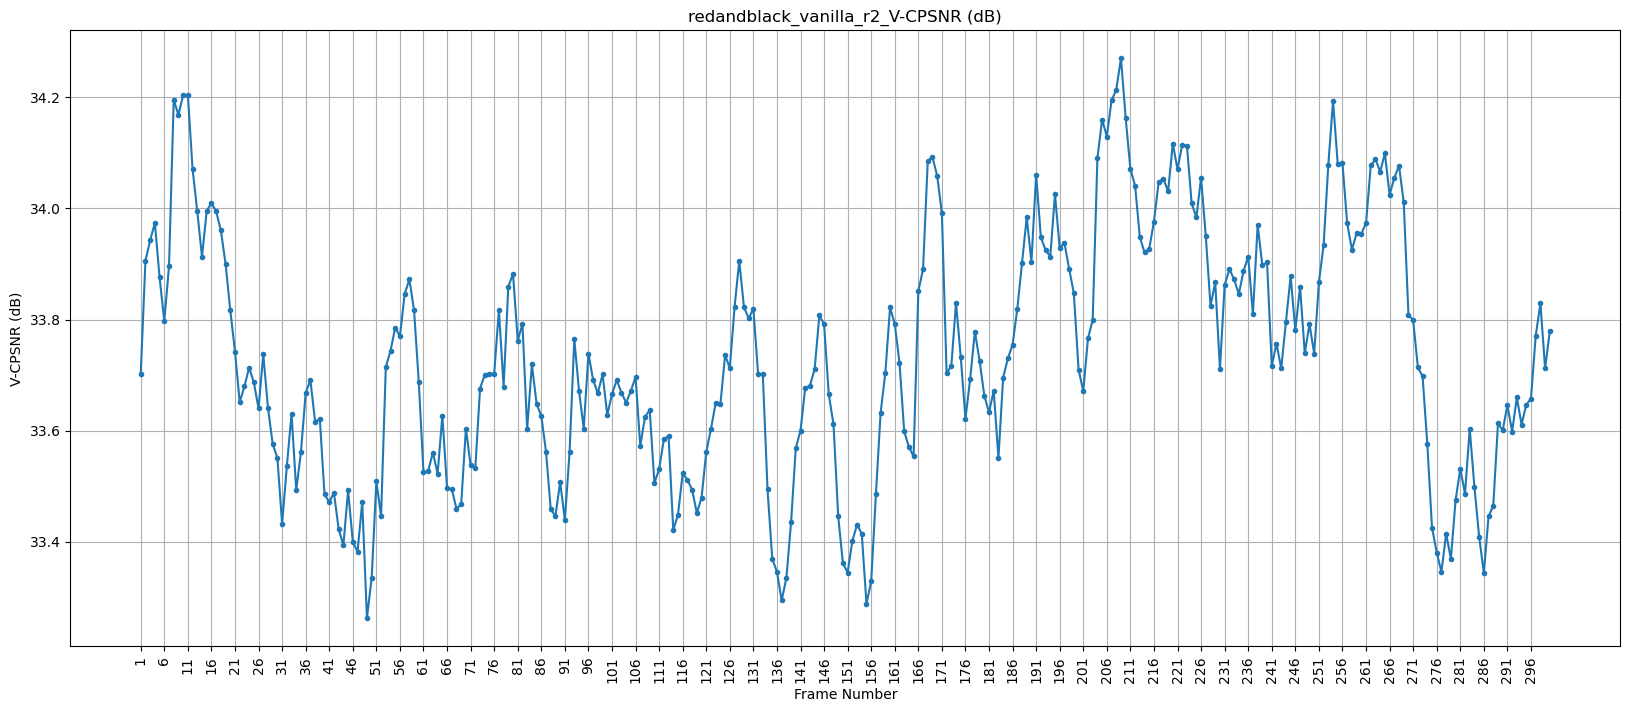 redandblack_vanilla_r2_V-CPSNR (dB)
V-CPSNR (dB)
34.2
34.0
33.8
33.6
33.4
1 6 11 16 21 26 31 36 41 46 51 56 61 66 71 76 81 86 91 96 101 106 111 116 121 126 131 136 141 146 151 156 161 166 171 176 181 186 191 196 201 206 211 216 221 226 231 236 241 246 251 256 261 266 271 276 281 286 291 296
Frame Number